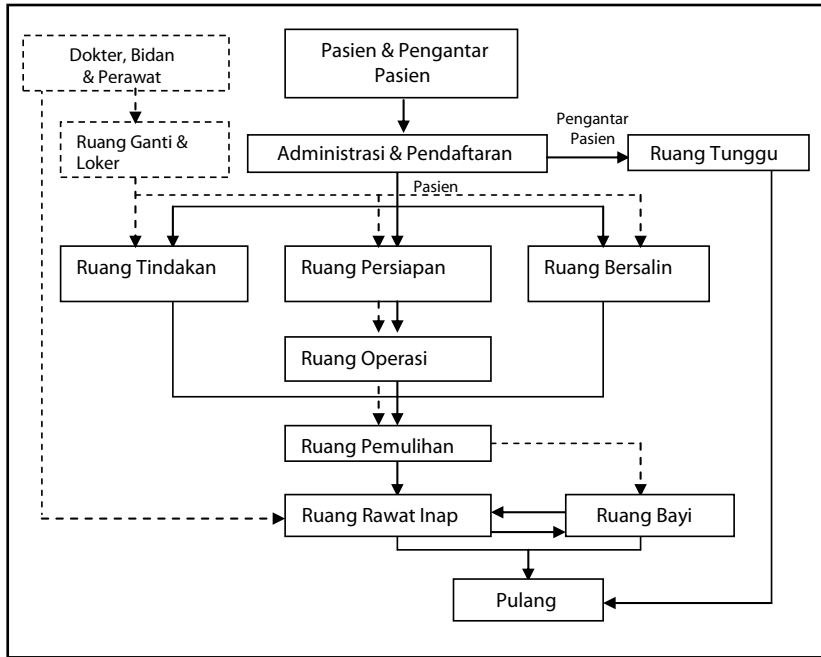 Dokter, Bidan
& Perawat
Pasien & Pengantar
Pasien
Ruang Ganti &
Loker
Administrasi & Pendaftaran
Pengantar
Pasien
Ruang Tunggu
Pasien
Ruang Tindakan
Ruang Persiapan
Ruang Bersalin
Ruang Operasi
Ruang Pemulihan
Ruang Rawat Inap
Ruang Bayi
Pulang